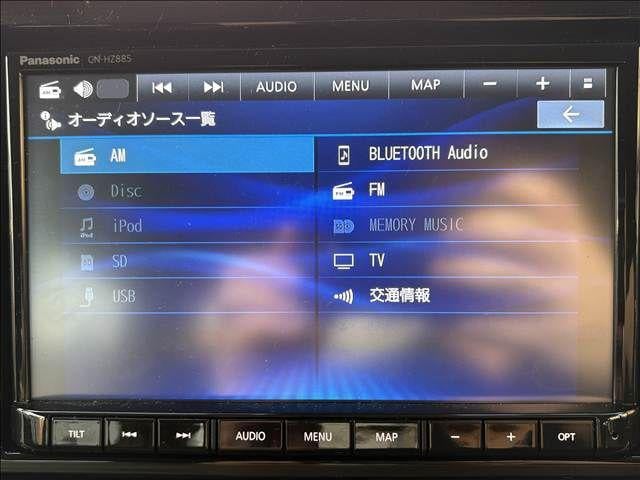 Panasonic CN-HZ885
AUDIO MENU MAP − +
オーディオソース一覧
AM BLUETOOTH Audio
Disc FM
iPod MEMORY MUSIC
SD TV
USB 交通情報
TILT AUDIO MENU MAP − + OPT